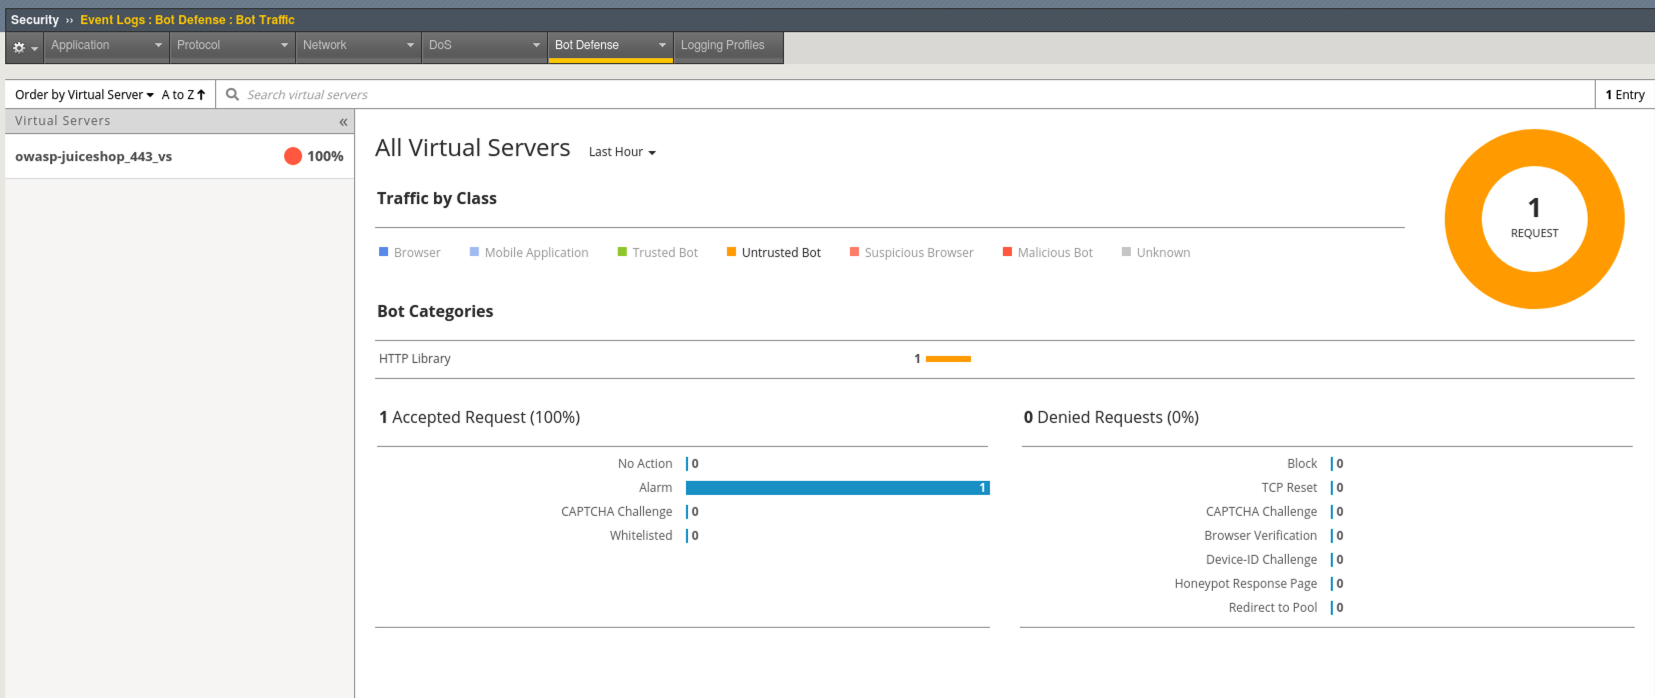 Security ›› Event Logs : Bot Defense : Bot Traffic
Application Protocol Network DoS Bot Defense Logging Profiles
Order by Virtual Server A to Z Search virtual servers 1 Entry
Virtual Servers «
owasp-juiceshop_443_vs 100%
All Virtual Servers Last Hour
Traffic by Class
1
REQUEST
Browser Mobile Application Trusted Bot Untrusted Bot Suspicious Browser Malicious Bot Unknown
Bot Categories
HTTP Library 1
1 Accepted Request (100%)
No Action 0
Alarm 1
CAPTCHA Challenge 0
Whitelisted 0
0 Denied Requests (0%)
Block 0
TCP Reset 0
CAPTCHA Challenge 0
Browser Verification 0
Device-ID Challenge 0
Honeypot Response Page 0
Redirect to Pool 0